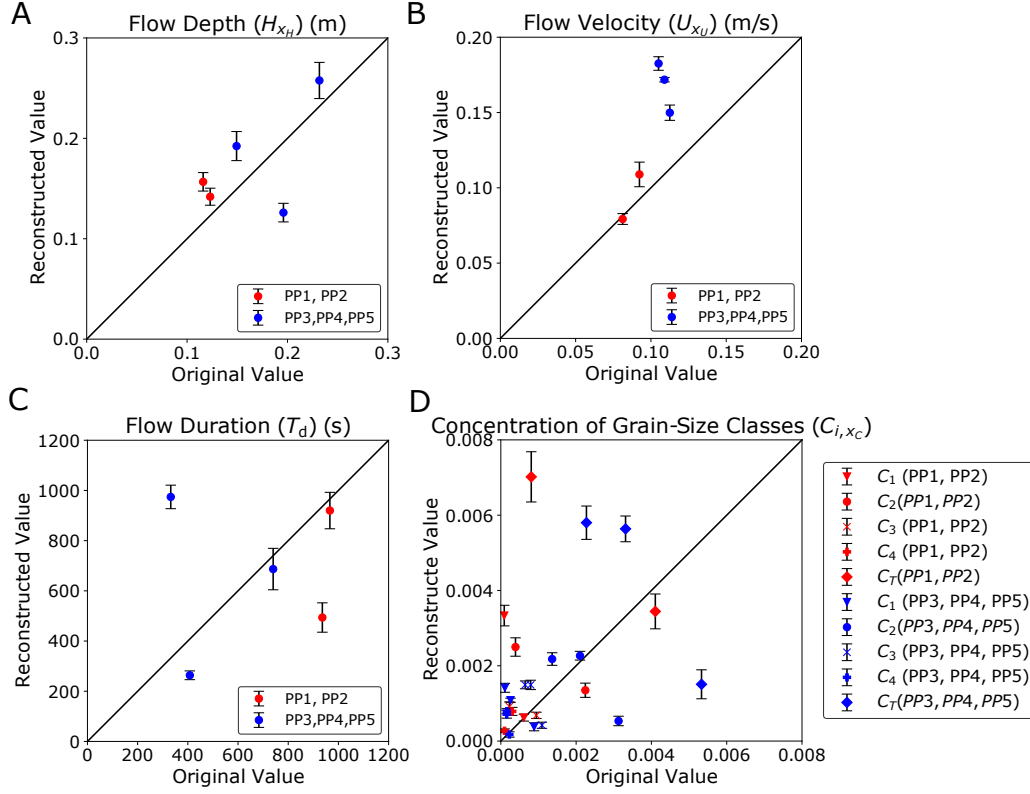 A
Flow Depth (H_{x_H}) (m)
0.3
0.2
0.1
0.0
Reconstructed Value
PP1, PP2
PP3,PP4,PP5
0.0 0.1 0.2 0.3
Original Value
B
Flow Velocity (U_{x_U}) (m/s)
0.20
0.15
0.10
0.05
0.00
Reconstructed Value
PP1, PP2
PP3,PP4,PP5
0.00 0.05 0.10 0.15 0.20
Original Value
C
Flow Duration (T_d) (s)
1200
1000
800
600
400
200
0
Reconstructed Value
PP1, PP2
PP3,PP4,PP5
0 200 400 600 800 1000 1200
Original Value
D
Concentration of Grain-Size Classes (C_{i,x_C})
0.008
0.006
0.004
0.002
0.000
Reconstructe Value
0.000 0.002 0.004 0.006 0.008
Original Value
C_1 (PP1, PP2)
C_2(PP1, PP2)
C_3 (PP1, PP2)
C_4 (PP1, PP2)
C_T(PP1, PP2)
C_1 (PP3, PP4, PP5)
C_2(PP3, PP4, PP5)
C_3 (PP3, PP4, PP5)
C_4 (PP3, PP4, PP5)
C_T(PP3, PP4, PP5)